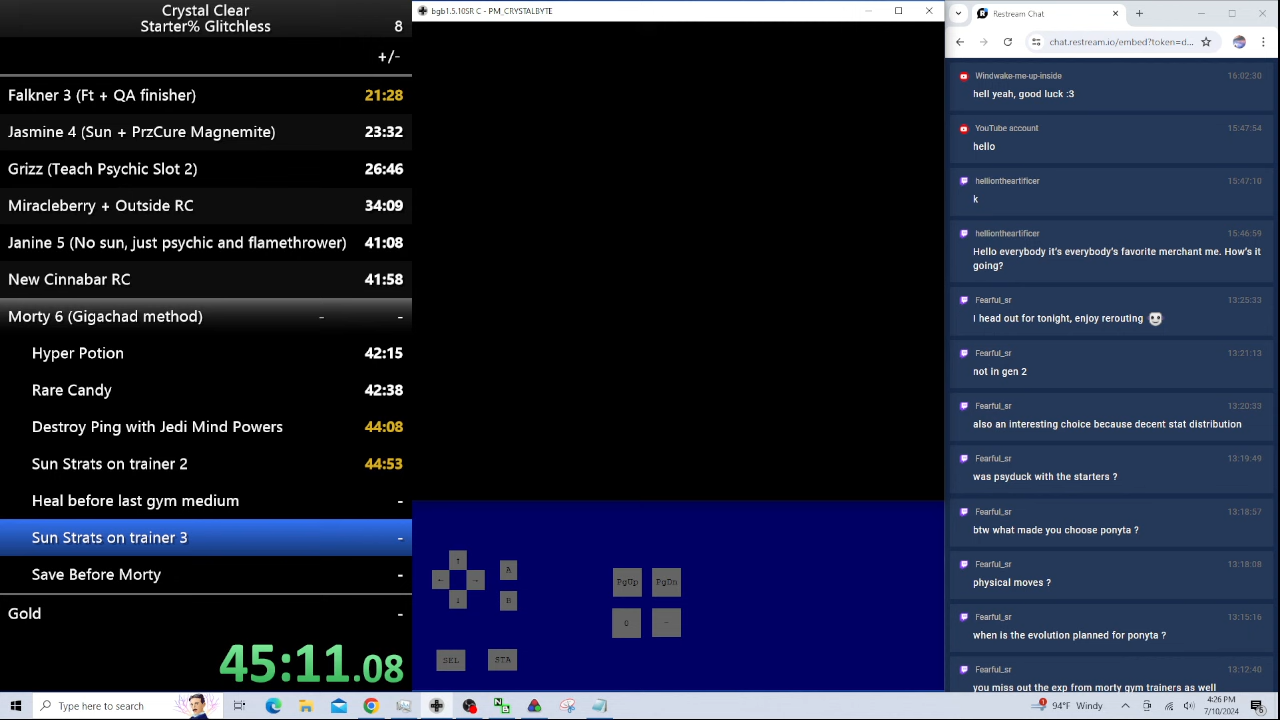 Crystal Clear
Starter% Glitchless 8
+/-
Falkner 3 (Ft + QA finisher) 21:28
Jasmine 4 (Sun + PrzCure Magnemite) 23:32
Grizz (Teach Psychic Slot 2) 26:46
Miracleberry + Outside RC 34:09
Janine 5 (No sun, just psychic and flamethrower) 41:08
New Cinnabar RC 41:58
Morty 6 (Gigachad method) - -
Hyper Potion 42:15
Rare Candy 42:38
Destroy Ping with Jedi Mind Powers 44:08
Sun Strats on trainer 2 44:53
Heal before last gym medium -
Sun Strats on trainer 3 -
Save Before Morty -
Gold -
45:11.08
bgb1.5.10SR C - PM_CRYSTALBYTE
↑
← →
↓
A
B
SEL STA
PgUp PgDn
0 -
Restream Chat
chat.restream.io/embed?token=d...
Windwake-me-up-inside 16:02:30
hell yeah, good luck :3
YouTube account 15:47:54
hello
helliontheartificer 15:47:10
k
helliontheartificer 15:46:59
Hello everybody it's everybody's favorite merchant me. How's it
going?
Fearful_sr 13:25:33
I head out for tonight, enjoy rerouting
Fearful_sr 13:21:13
not in gen 2
Fearful_sr 13:20:33
also an interesting choice because decent stat distribution
Fearful_sr 13:19:49
was psyduck with the starters ?
Fearful_sr 13:18:57
btw what made you choose ponyta ?
Fearful_sr 13:18:08
physical moves ?
Fearful_sr 13:15:16
when is the evolution planned for ponyta ?
Fearful_sr 13:12:40
you miss out the exp from morty gym trainers as well
Type here to search
94°F Windy
4:26 PM
7/10/2024